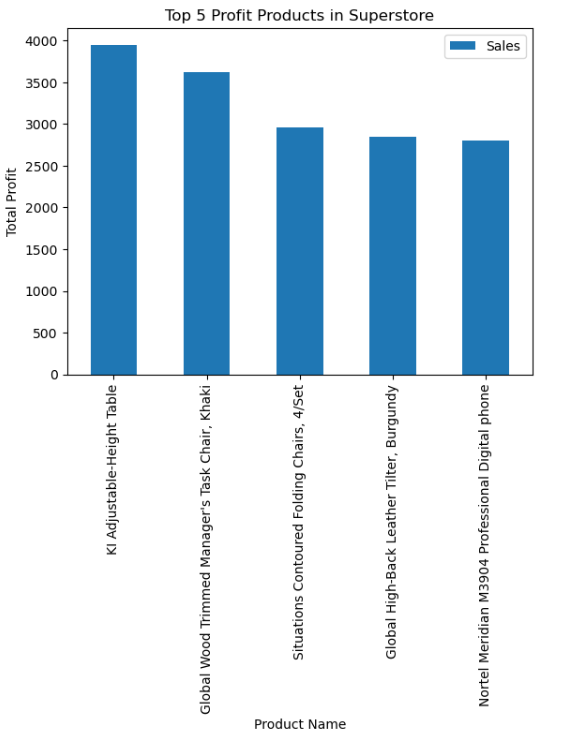 Top 5 Profit Products in Superstore
Sales
Total Profit
4000
3500
3000
2500
2000
1500
1000
500
0
KI Adjustable-Height Table
Global Wood Trimmed Manager's Task Chair, Khaki
Situations Contoured Folding Chairs, 4/Set
Global High-Back Leather Tilter, Burgundy
Nortel Meridian M3904 Professional Digital phone
Product Name